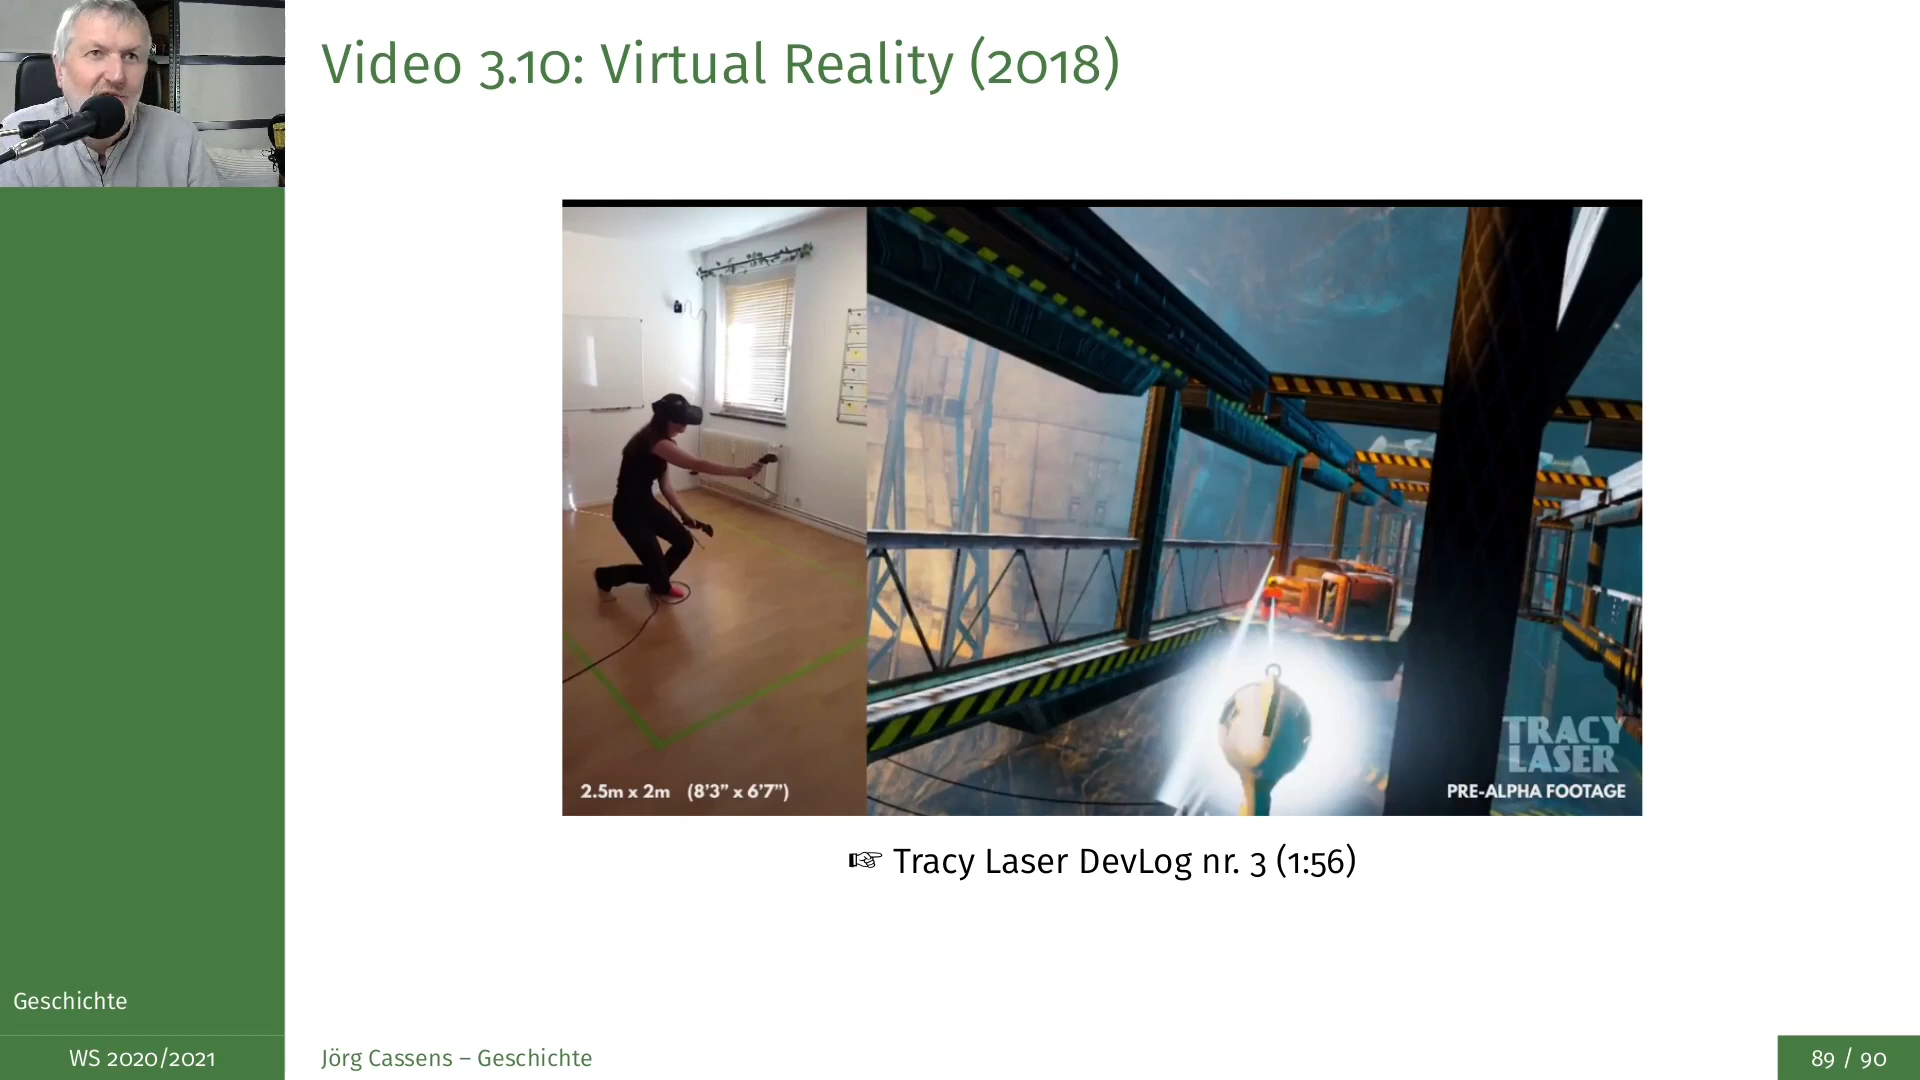 Video 3.10: Virtual Reality (2018)
2.5m x 2m (8'3" x 6'7")
TRACY
LASER
PRE-ALPHA FOOTAGE
☞ Tracy Laser DevLog nr. 3 (1:56)
Geschichte
WS 2020/2021
Jörg Cassens – Geschichte
89 / 90